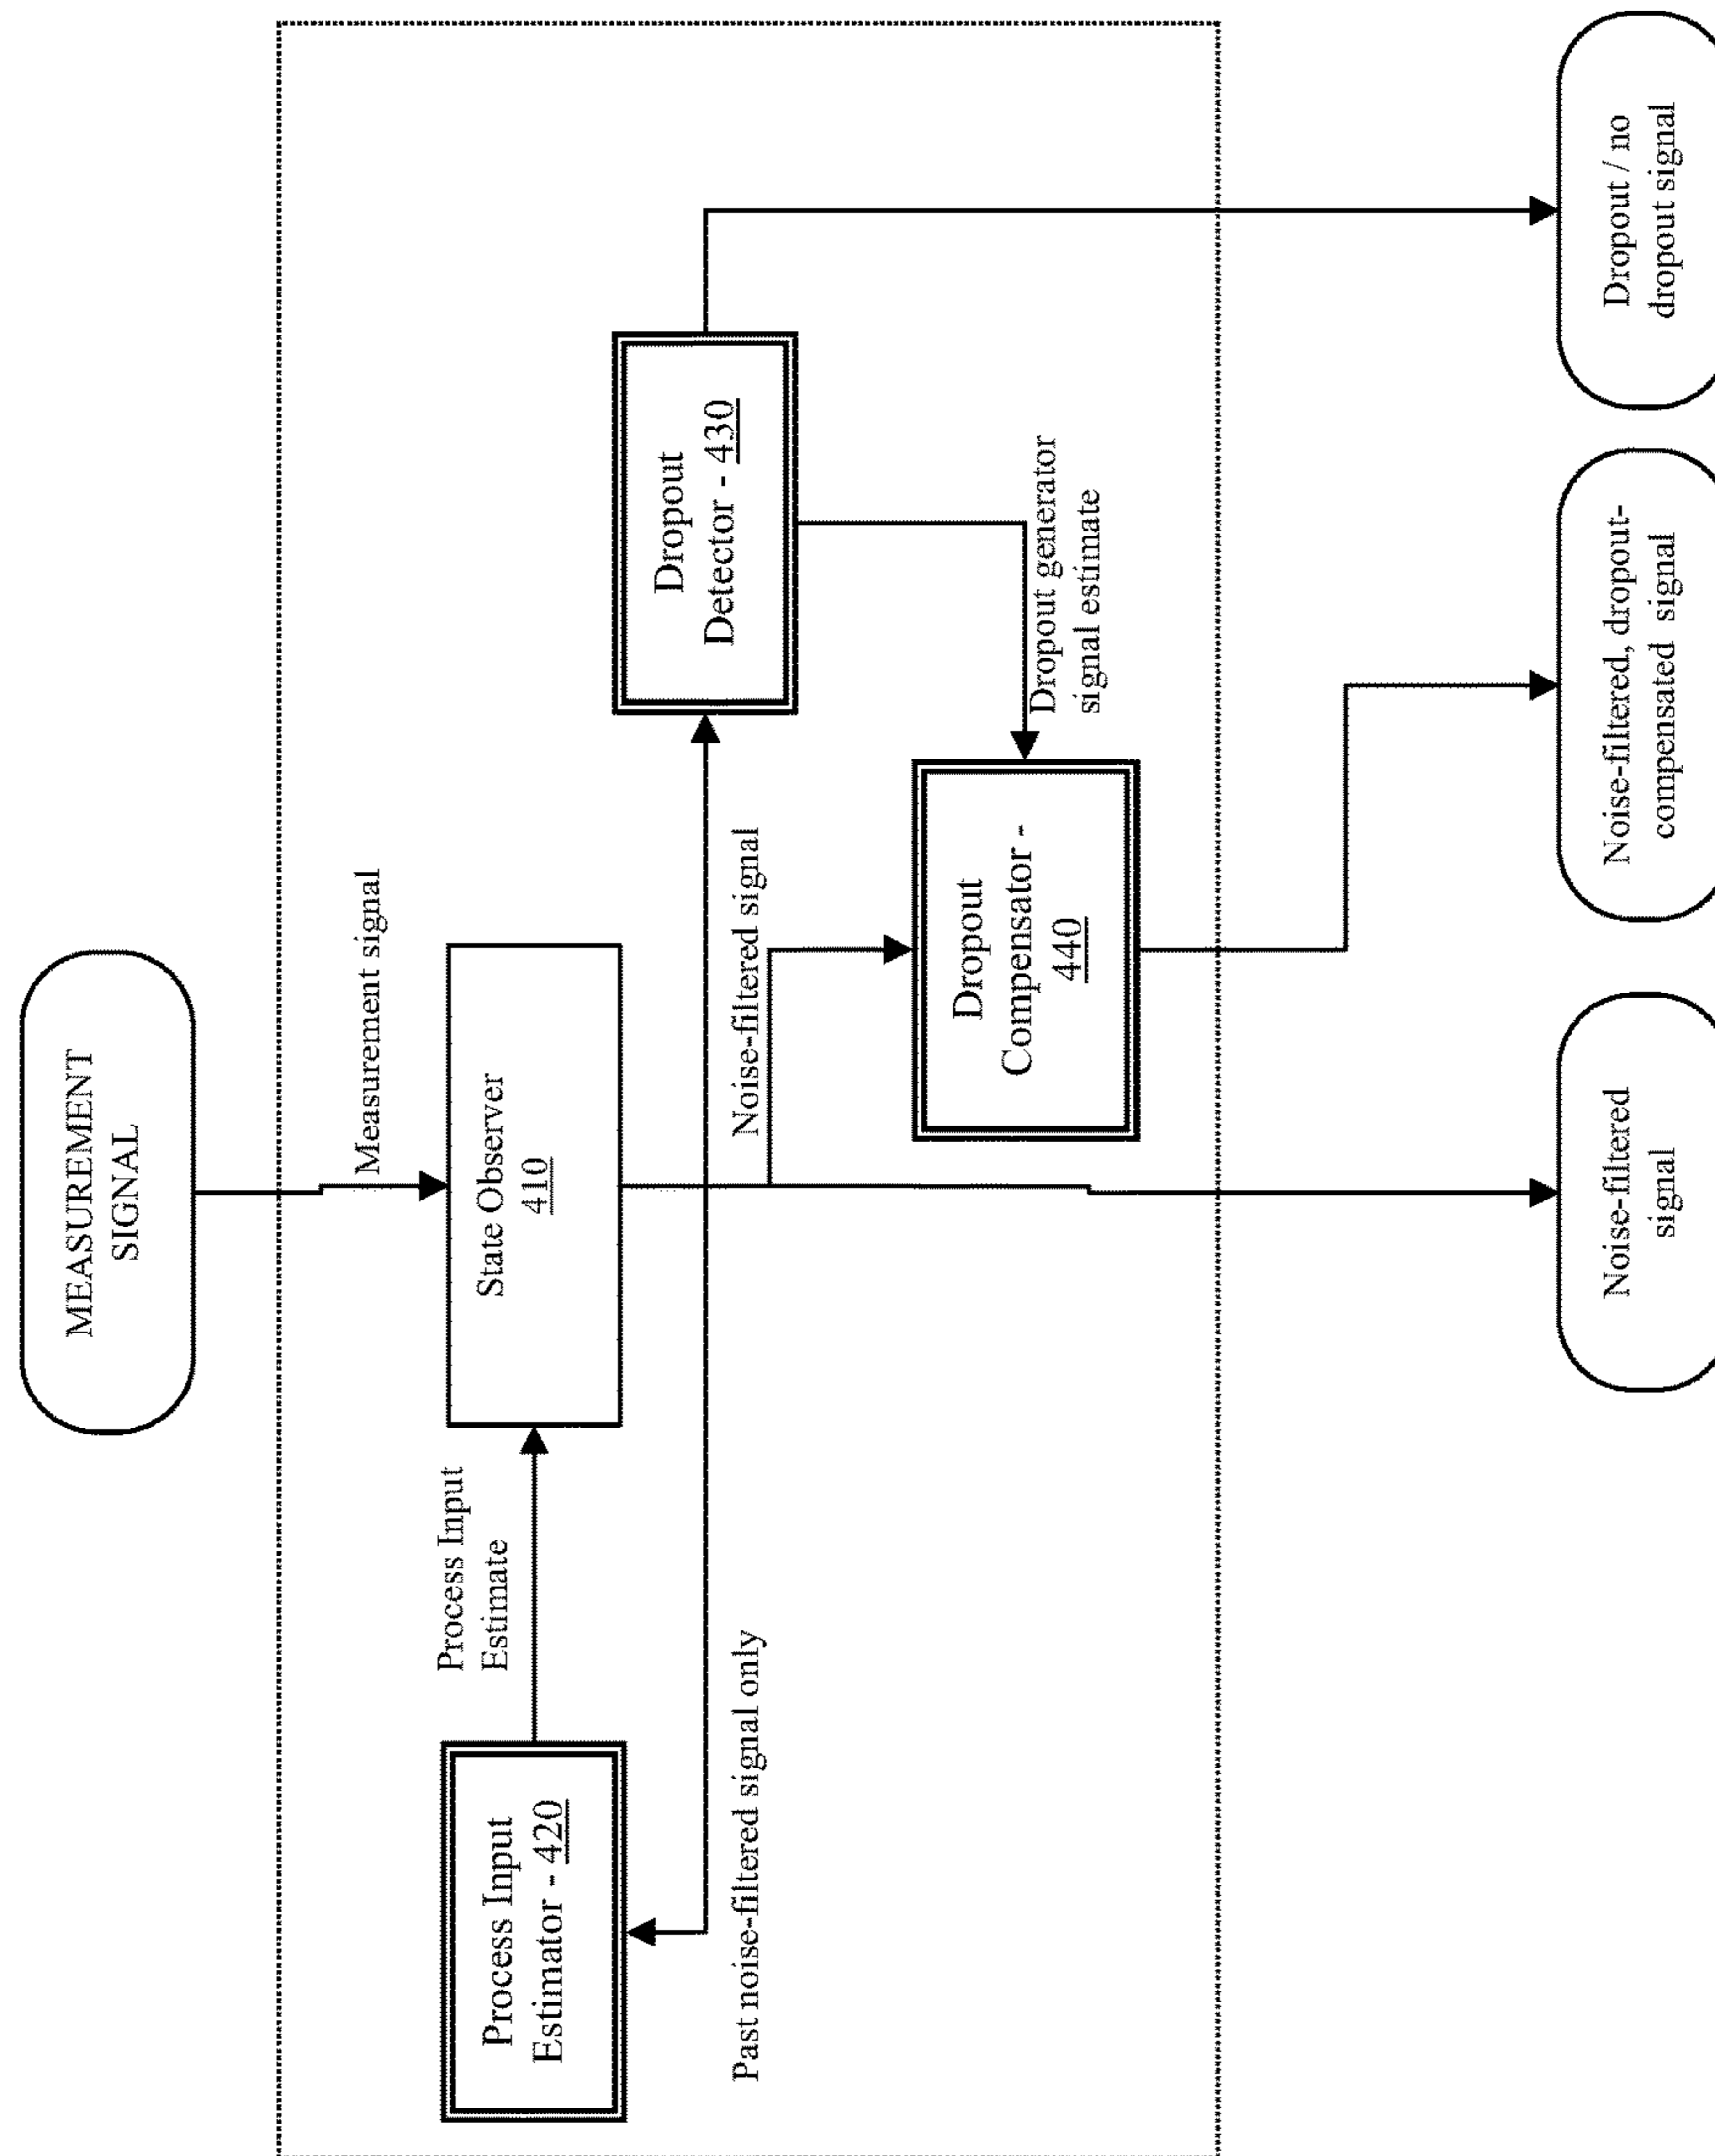 MEASUREMENT
SIGNAL
Measurement signal
Process Input
Estimate
State Observer
410
Process Input
Estimator - 420
Past noise-filtered signal only
Noise-filtered signal
Dropout
Detector - 430
Dropout generator
signal estimate
Dropout
Compensator -
440
Noise-filtered
signal
Noise-filtered, dropout-
compensated signal
Dropout / no
dropout signal